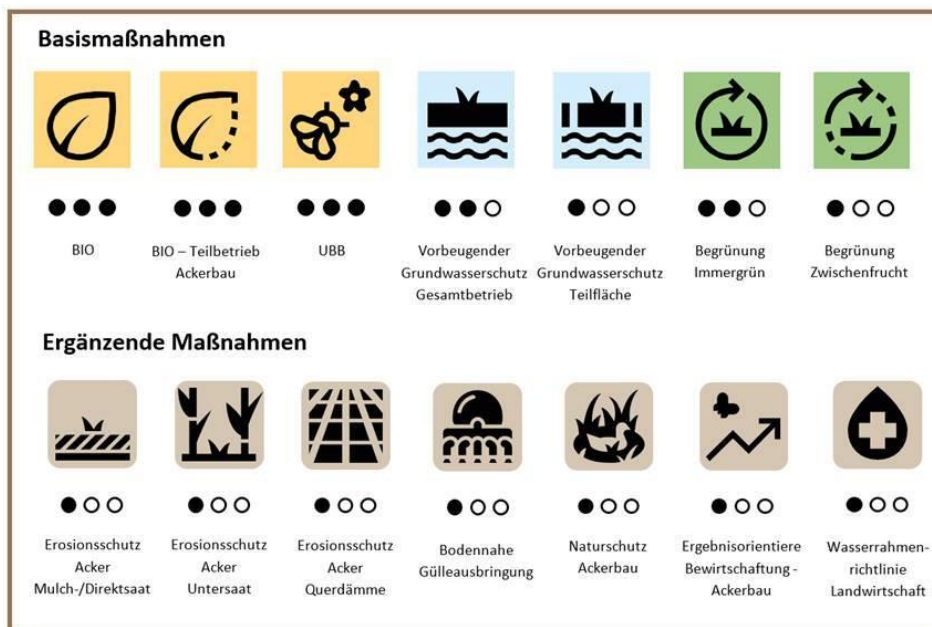 Basismaßnahmen
BIO
BIO – Teilbetrieb
Ackerbau
UBB
Vorbeugender
Grundwasserschutz
Gesamtbetrieb
Vorbeugender
Grundwasserschutz
Teilfläche
Begrünung
Immergrün
Begrünung
Zwischenfrucht
Ergänzende Maßnahmen
Erosionsschutz
Acker
Mulch-/Direktsaat
Erosionsschutz
Acker
Untersaat
Erosionsschutz
Acker
Querdämme
Bodennahe
Gülleausbringung
Naturschutz
Ackerbau
Ergebnisorientiere
Bewirtschaftung -
Ackerbau
Wasserrahmen-
richtlinie
Landwirtschaft